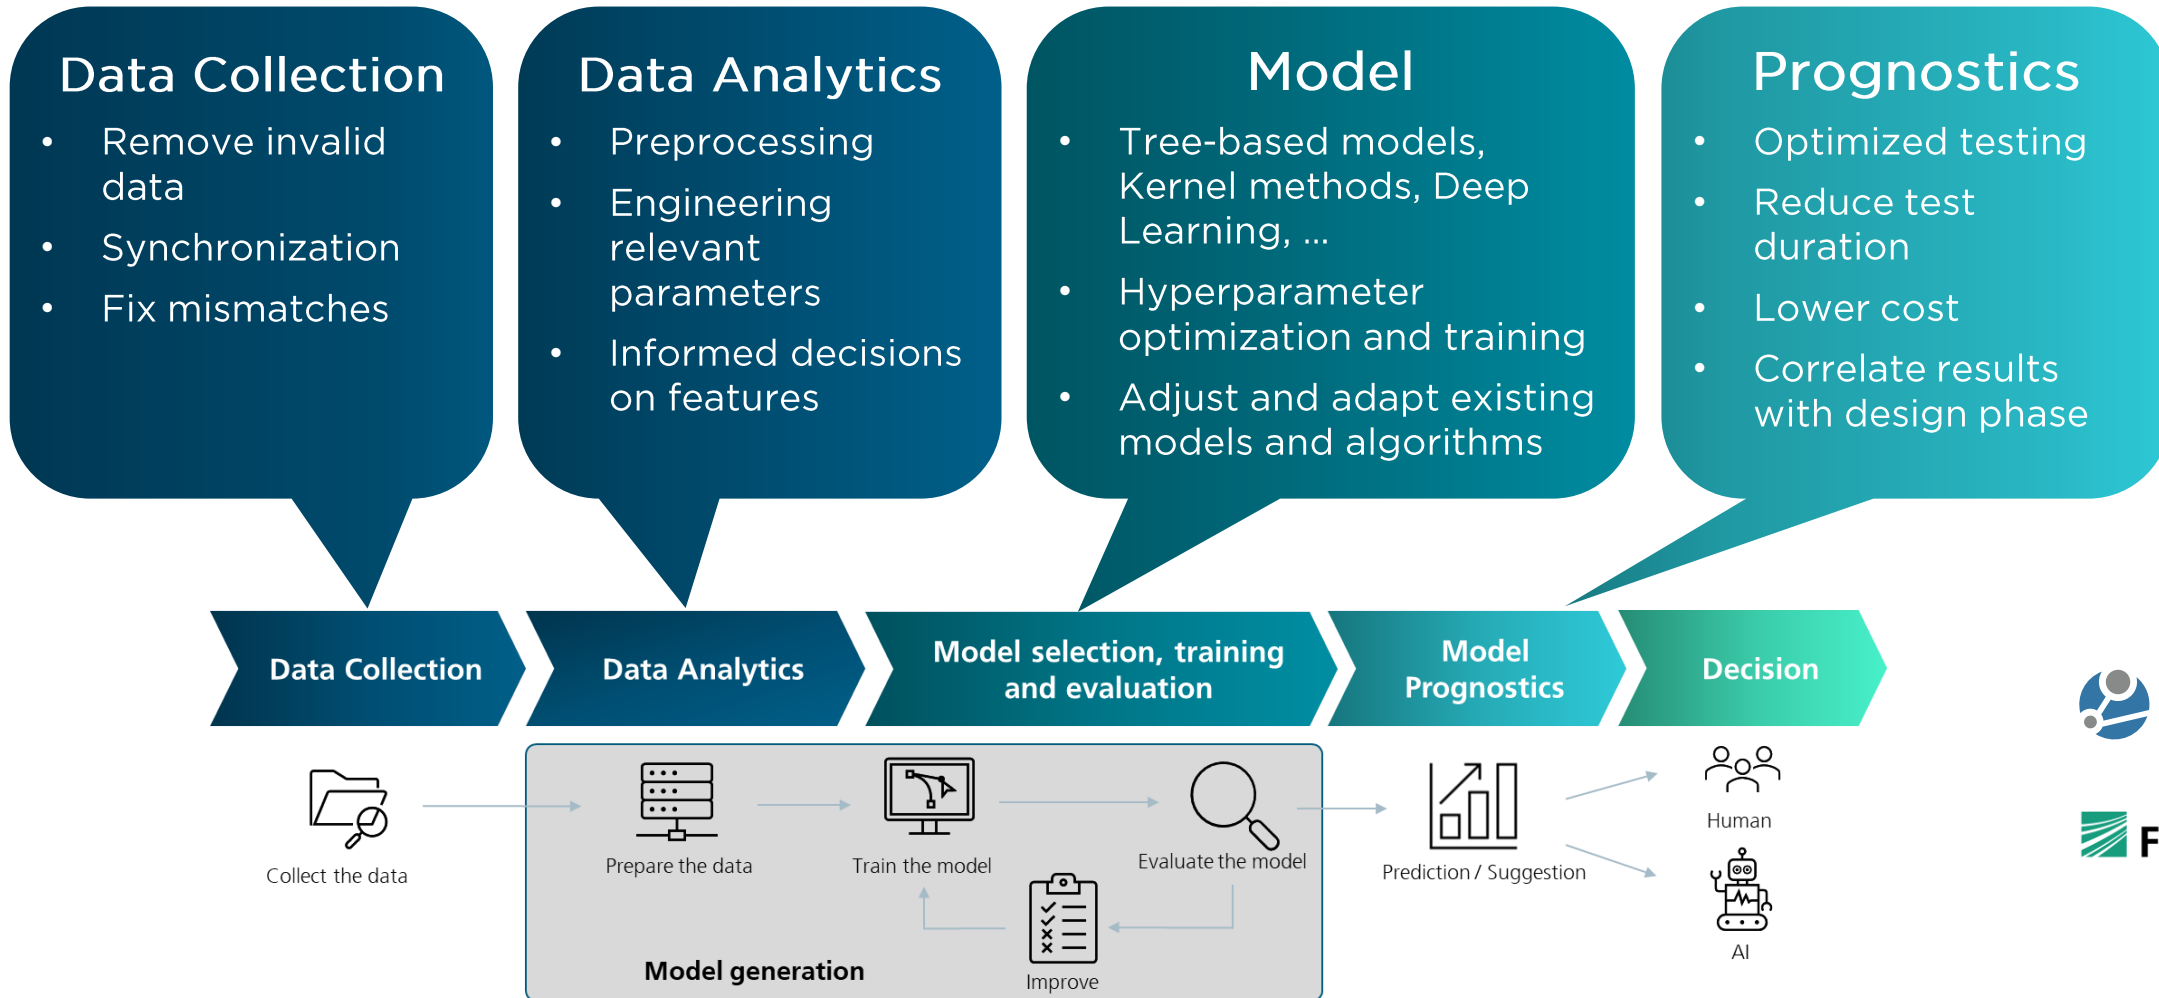 Data Collection
• Remove invalid
data
• Synchronization
• Fix mismatches
Data Analytics
• Preprocessing
• Engineering
relevant
parameters
• Informed decisions
on features
Model
• Tree-based models,
Kernel methods, Deep
Learning, ...
• Hyperparameter
optimization and training
• Adjust and adapt existing
models and algorithms
Prognostics
• Optimized testing
• Reduce test
duration
• Lower cost
• Correlate results
with design phase
Data Collection
Data Analytics
Model selection, training
and evaluation
Model
Prognostics
Decision
Collect the data
Prepare the data
Train the model
Evaluate the model
Improve
Model generation
Prediction / Suggestion
Human
AI
F